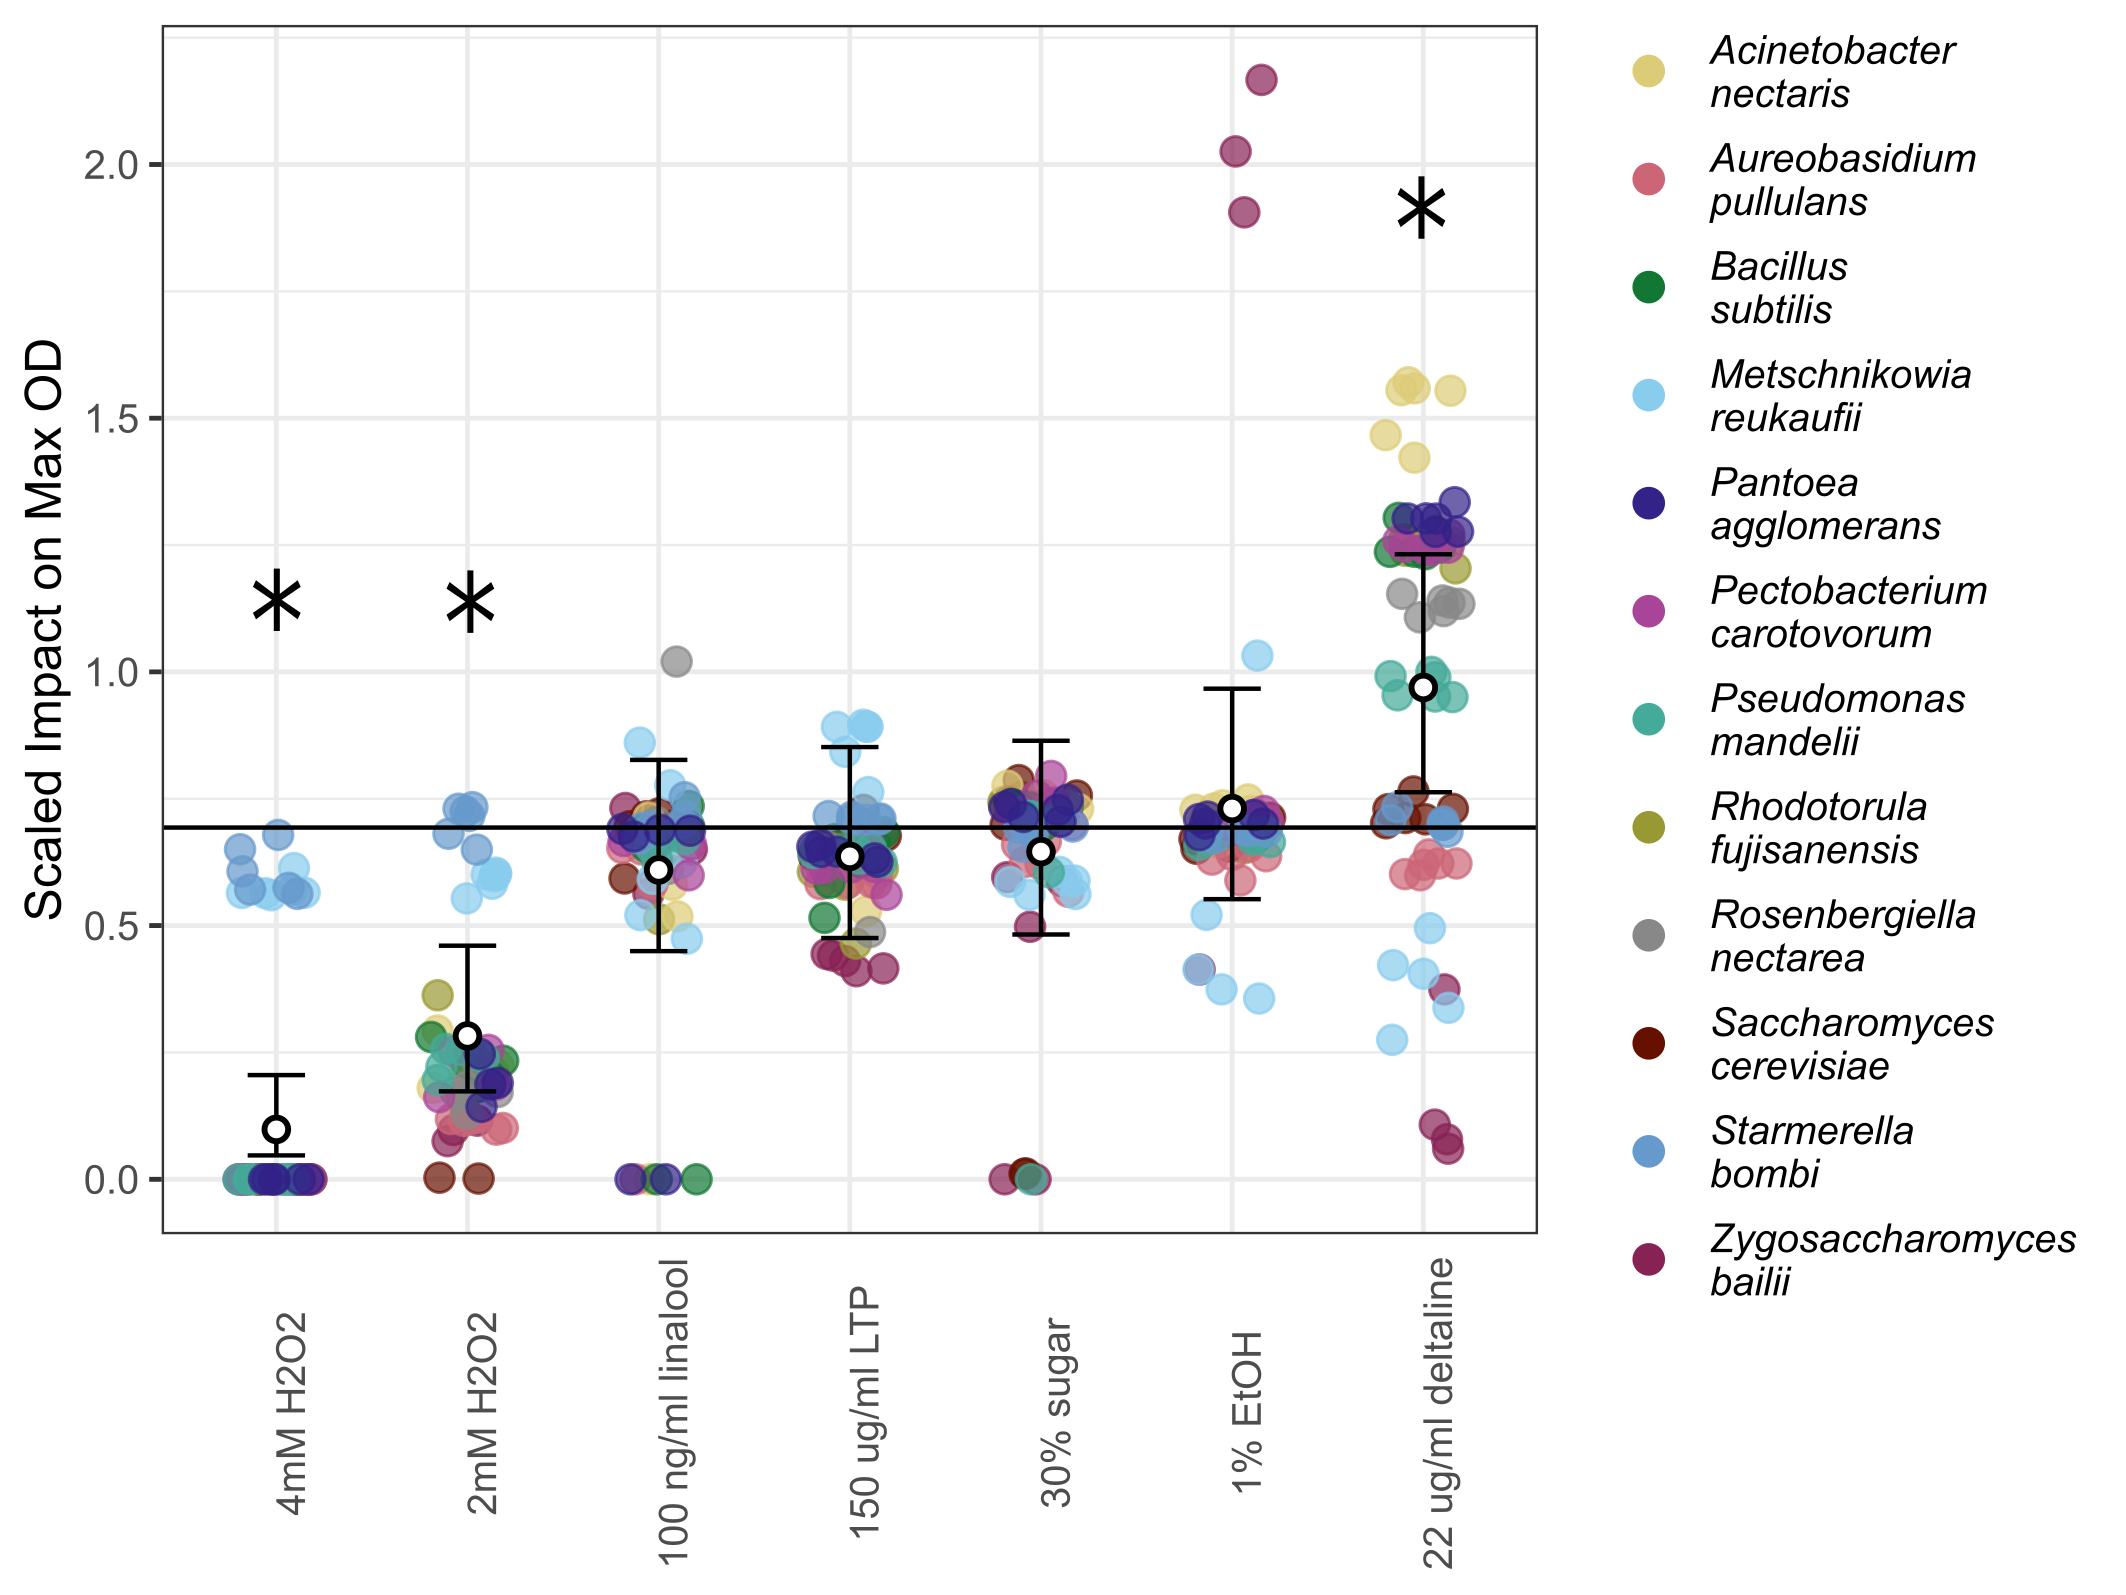 Scaled Impact on Max OD
2.0
1.5
1.0
0.5
0.0
*
*
*
4mM H2O2
2mM H2O2
100 ng/ml linalool
150 ug/ml LTP
30% sugar
1% EtOH
22 ug/ml deltaline
Acinetobacter
nectaris
Aureobasidium
pullulans
Bacillus
subtilis
Metschnikowia
reukaufii
Pantoea
agglomerans
Pectobacterium
carotovorum
Pseudomonas
mandelii
Rhodotorula
fujisanensis
Rosenbergiella
nectarea
Saccharomyces
cerevisiae
Starmerella
bombi
Zygosaccharomyces
bailii